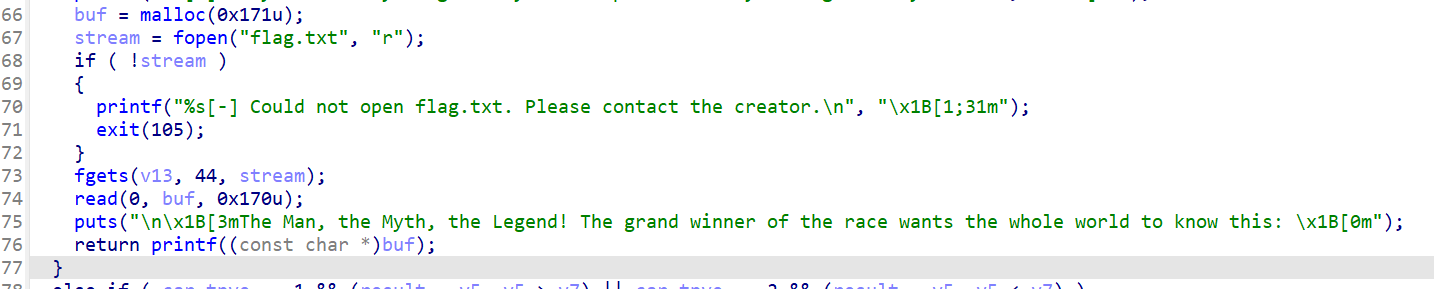 66 buf = malloc(0x171u);
67 stream = fopen("flag.txt", "r");
68 if ( !stream )
69 {
70 printf("%s[-] Could not open flag.txt. Please contact the creator.\n", "\x1B[1;31m");
71 exit(105);
72 }
73 fgets(v13, 44, stream);
74 read(0, buf, 0x170u);
75 puts("\n\x1B[3mThe Man, the Myth, the Legend! The grand winner of the race wants the whole world to know this: \x1B[0m");
76 return printf((const char *)buf);
77 }